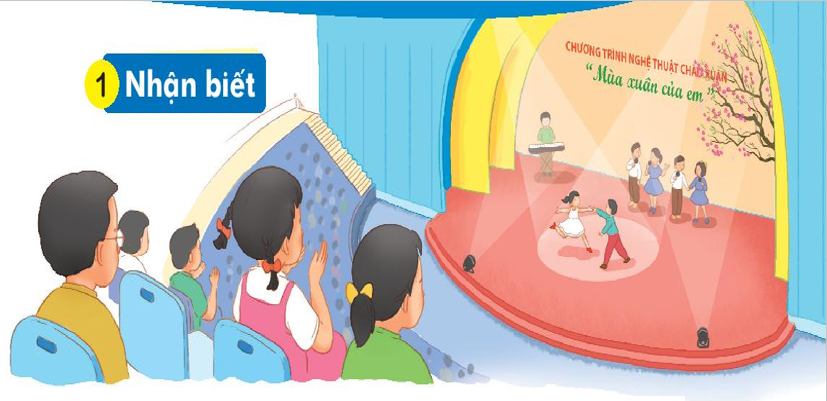 1 Nhận biết
CHƯƠNG TRÌNH NGHỆ THUẬT CHÀO XUÂN
“Mùa xuân của em”